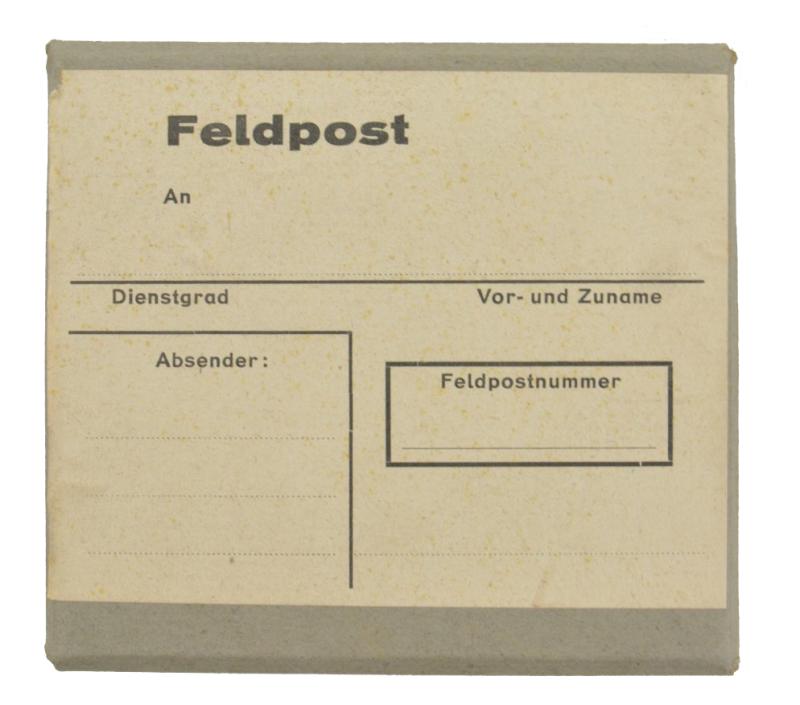 Feldpost
An
Dienstgrad Vor- und Zuname
Absender:
Feldpostnummer